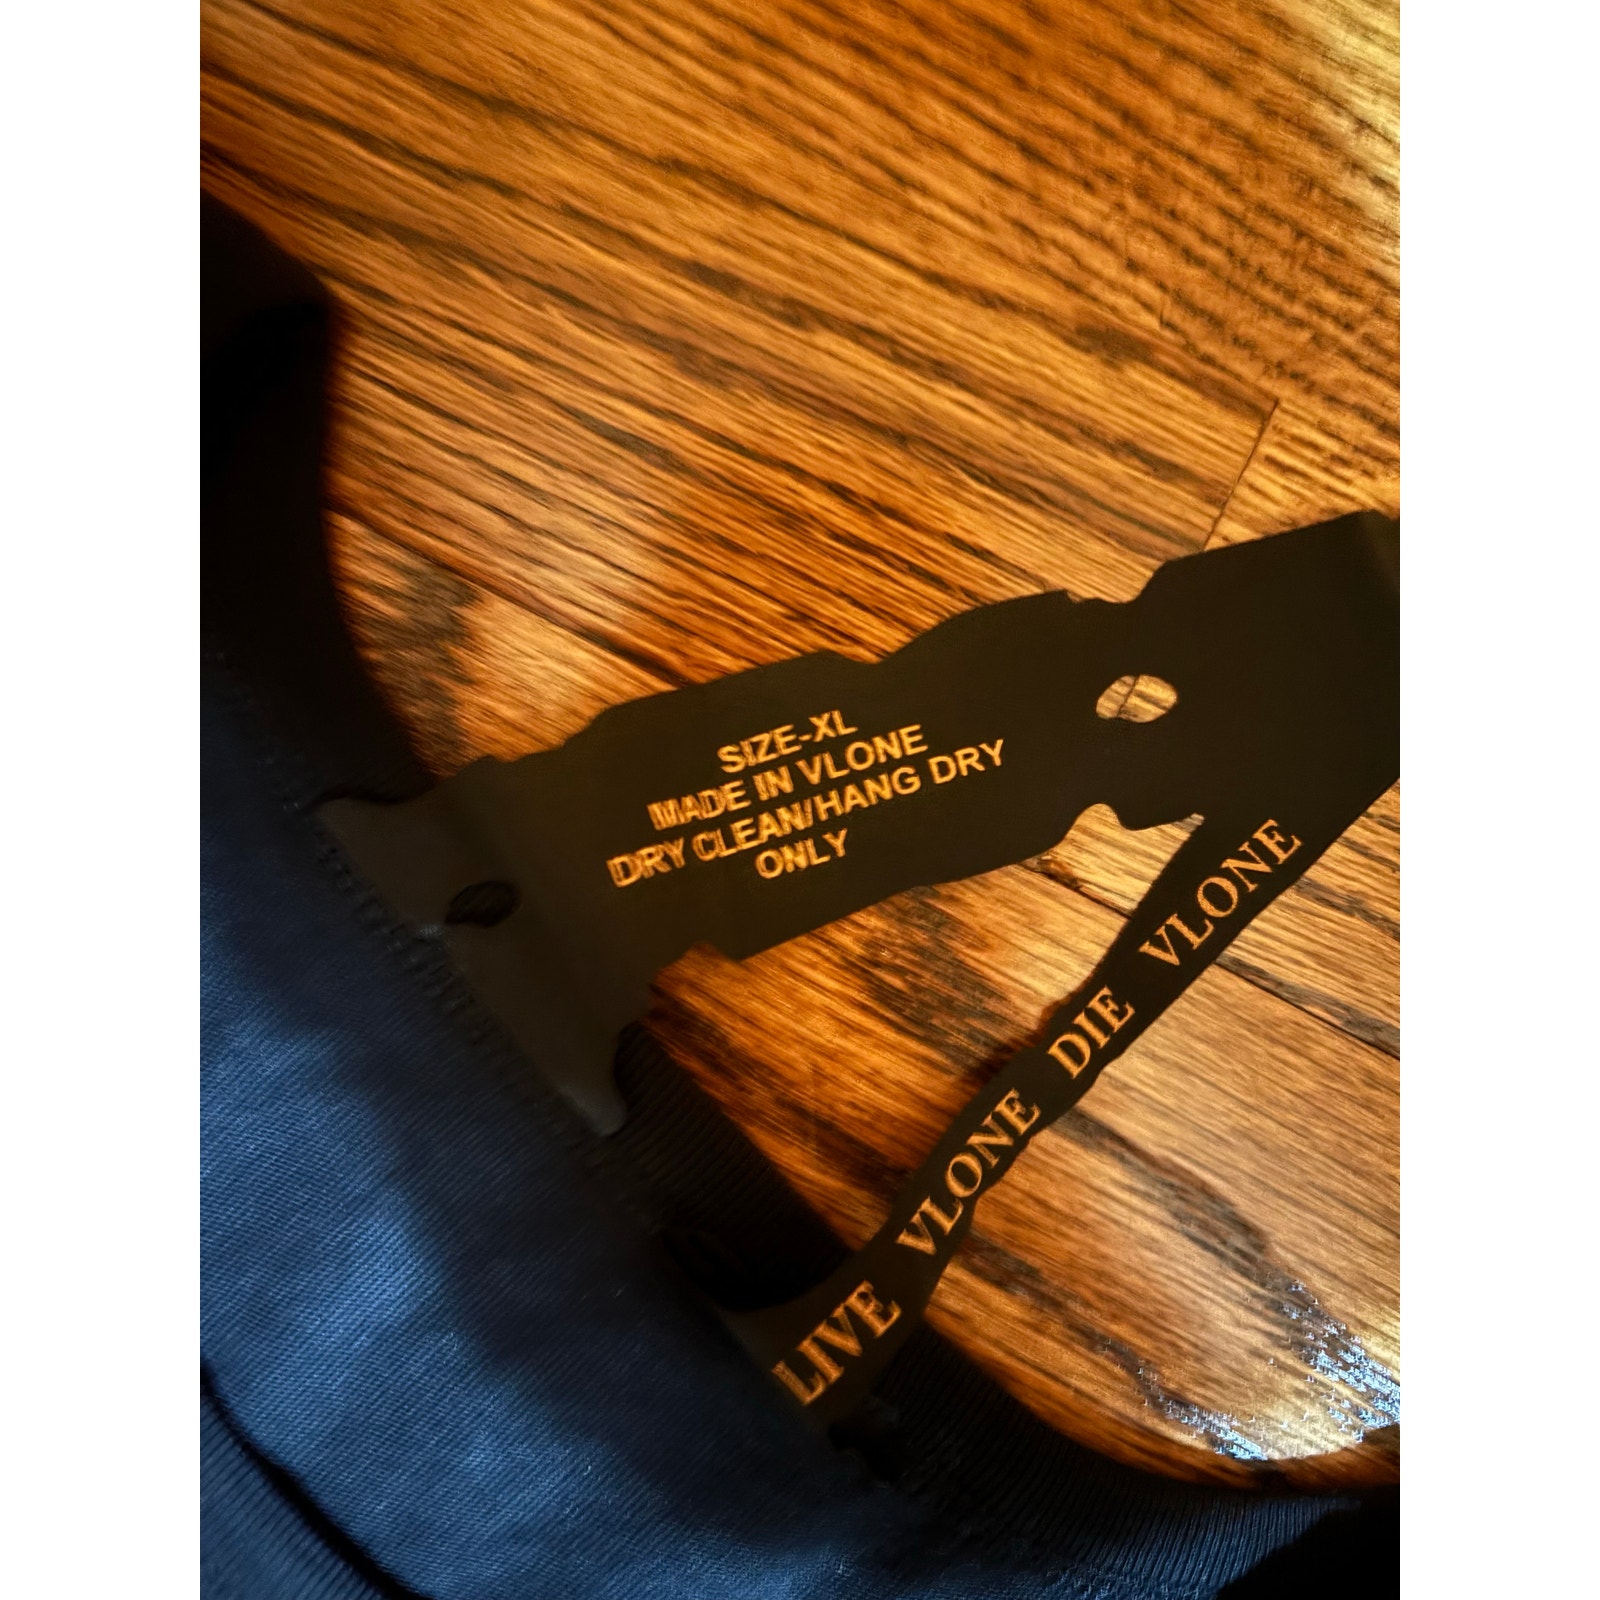 SIZE-XL
MADE IN VLONE
DRY CLEAN/HANG DRY
ONLY
LIVE VLONE DIE VLONE